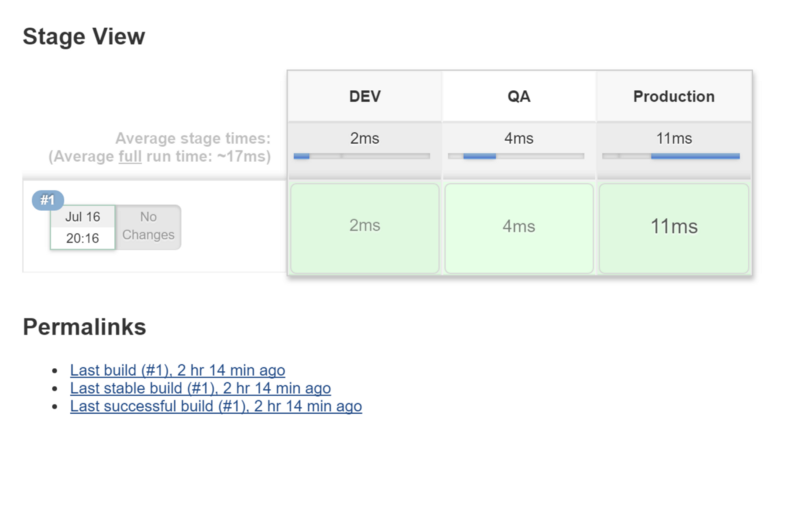 Stage View
DEV
QA
Production
Average stage times:
(Average full run time: ~17ms)
2ms
4ms
11ms
#1
Jul 16
20:16
No
Changes
2ms
4ms
11ms
Permalinks
Last build (#1), 2 hr 14 min ago
Last stable build (#1), 2 hr 14 min ago
Last successful build (#1), 2 hr 14 min ago